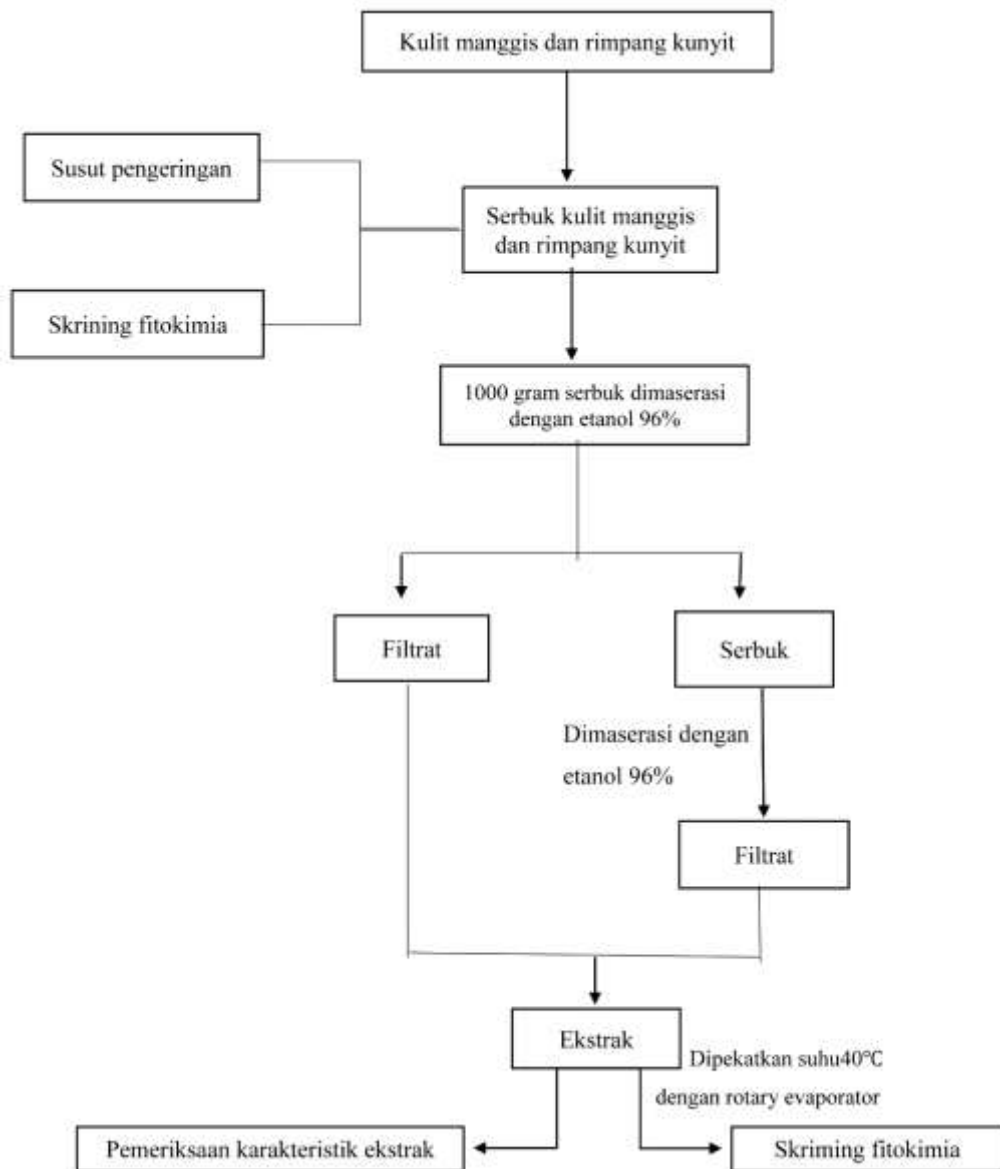 Kulit manggis dan rimpang kunyit
Susut pengeringan
Serbuk kulit manggis
dan rimpang kunyit
Skrining fitokimia
1000 gram serbuk dimaserasi
dengan etanol 96%
Filtrat
Serbuk
Dimaserasi dengan
etanol 96%
Filtrat
Ekstrak
Dipekatkan suhu40℃
dengan rotary evaporator
Pemeriksaan karakteristik ekstrak
Skriming fitokimia